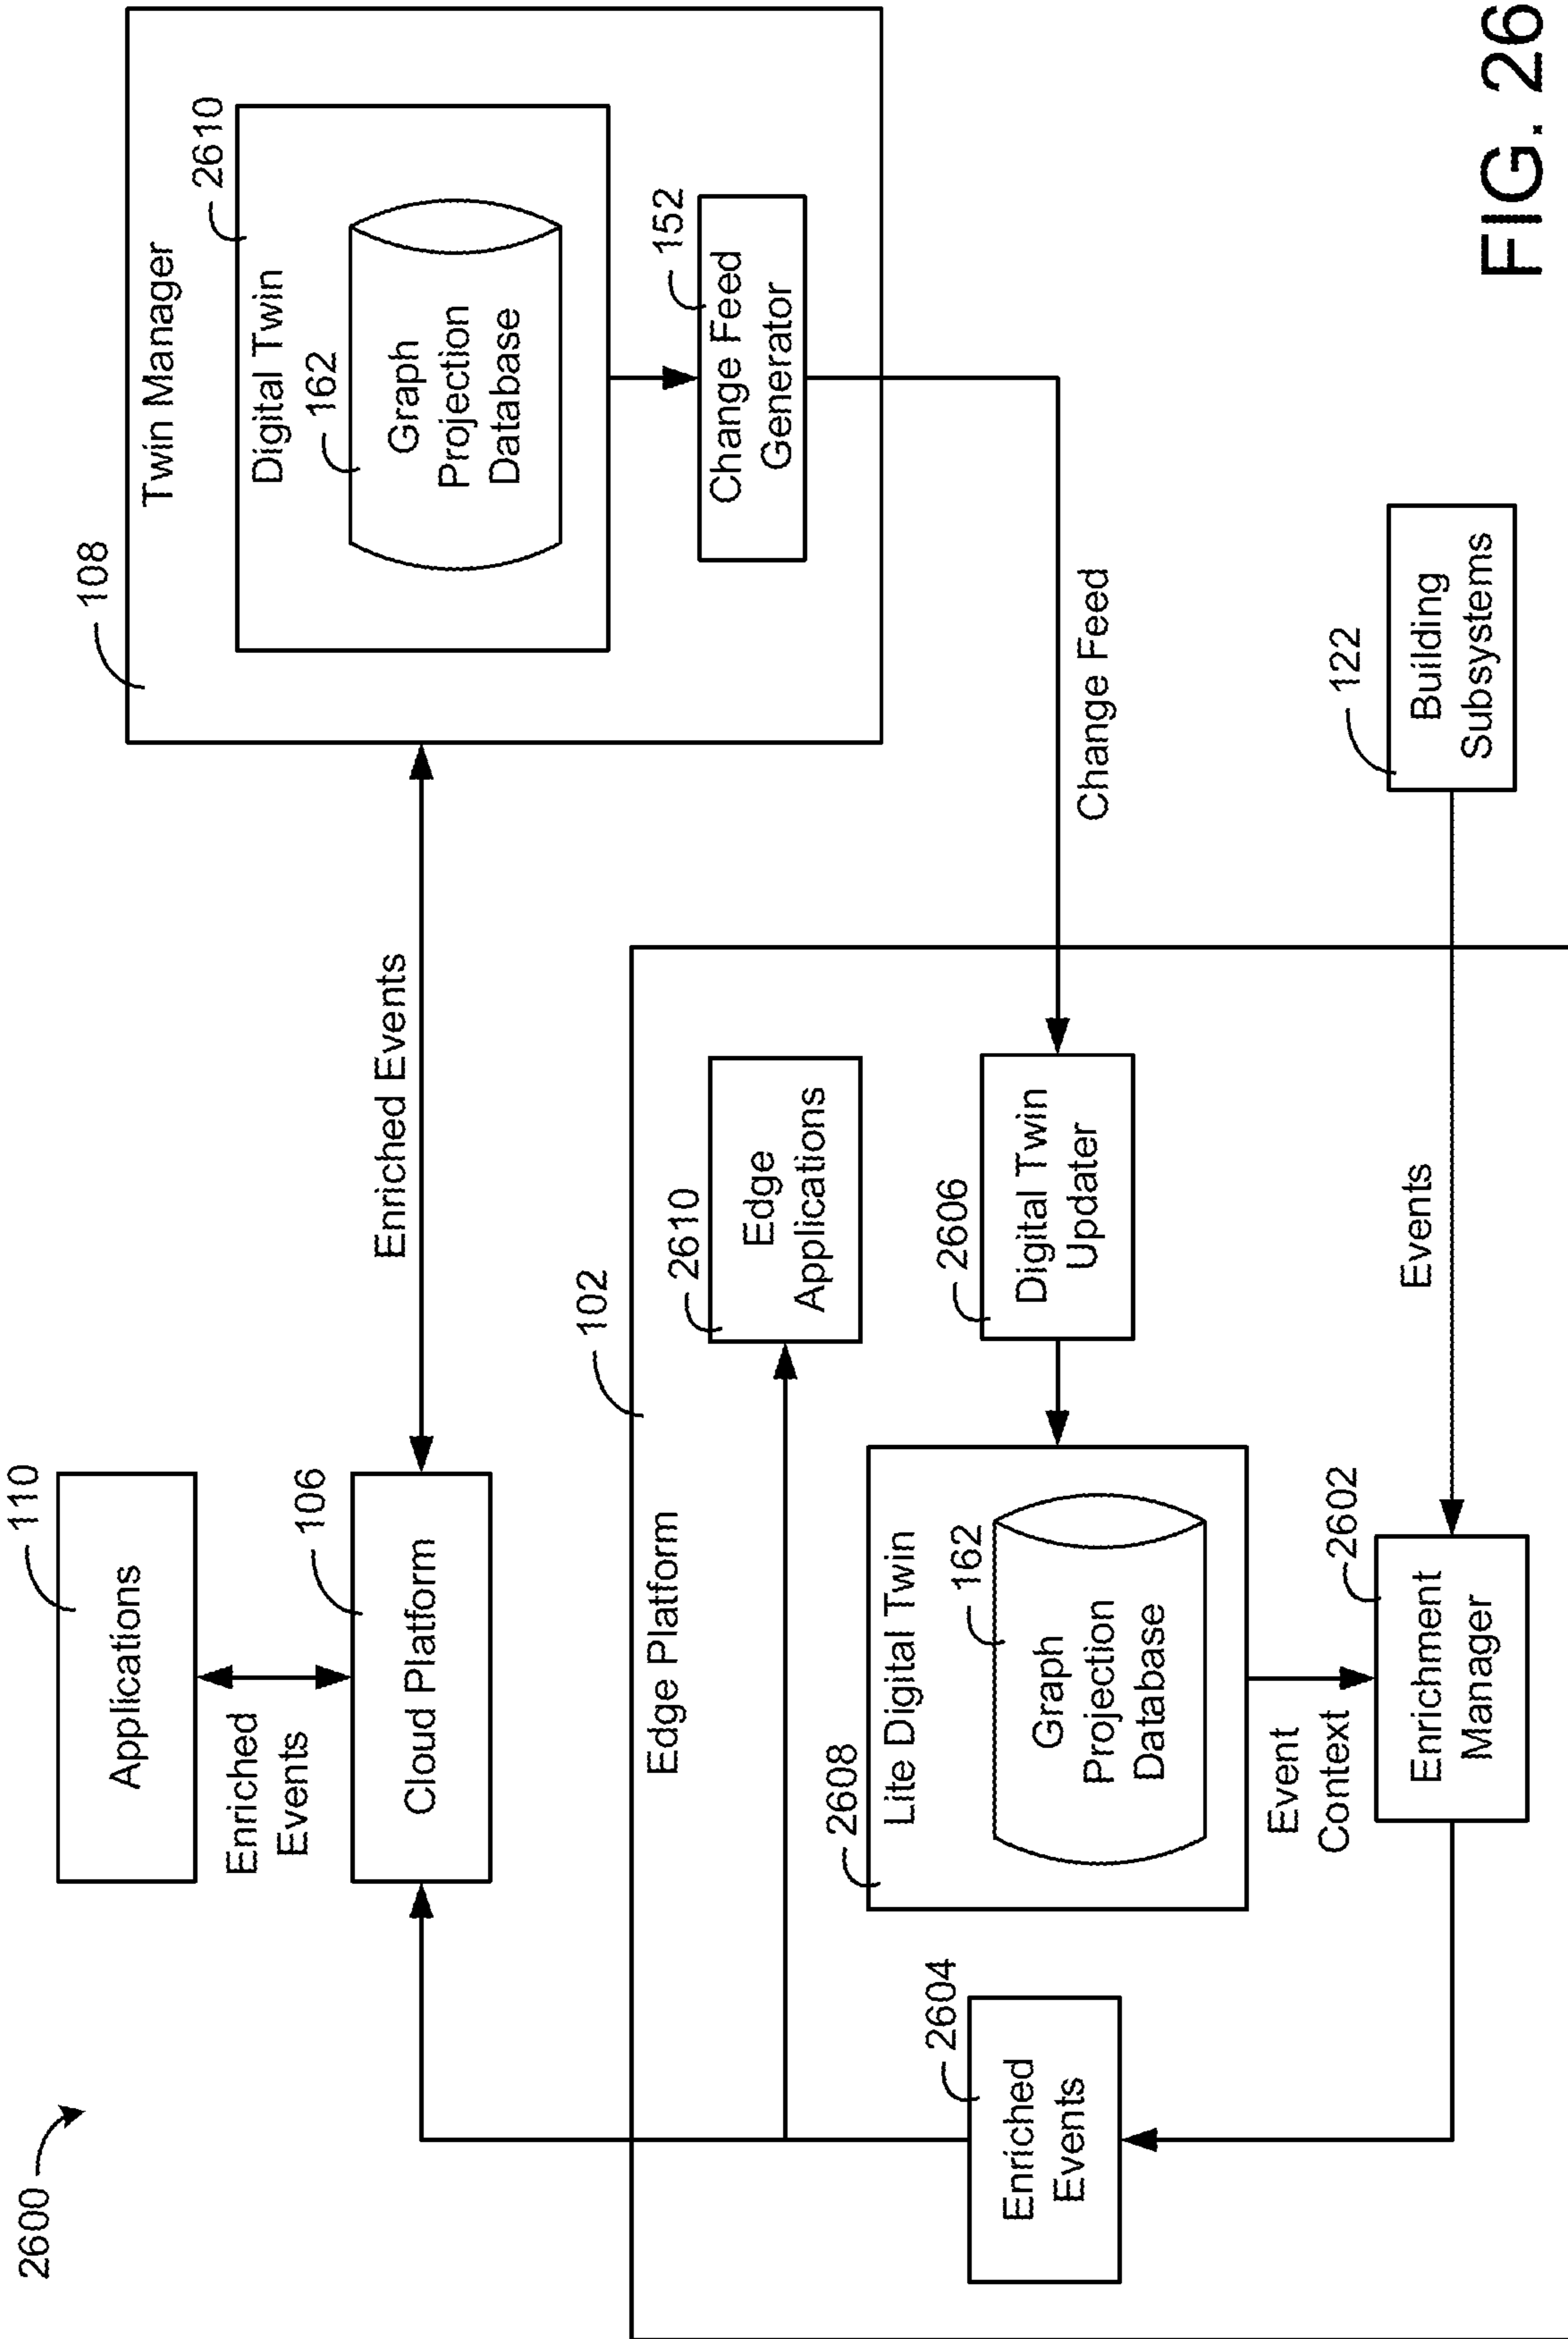 2600
110
Applications
Enriched
Events
106
Cloud Platform
Enriched Events
108
Twin Manager
2610
Digital Twin
162
Graph
Projection
Database
152
Change Feed
Generator
Change Feed
102
Edge Platform
2610
Edge
Applications
2606
Digital Twin
Updater
2608
Lite Digital Twin
162
Graph
Projection
Database
Event
Context
2604
Enriched
Events
2602
Enrichment
Manager
Events
122
Building
Subsystems
FIG. 26